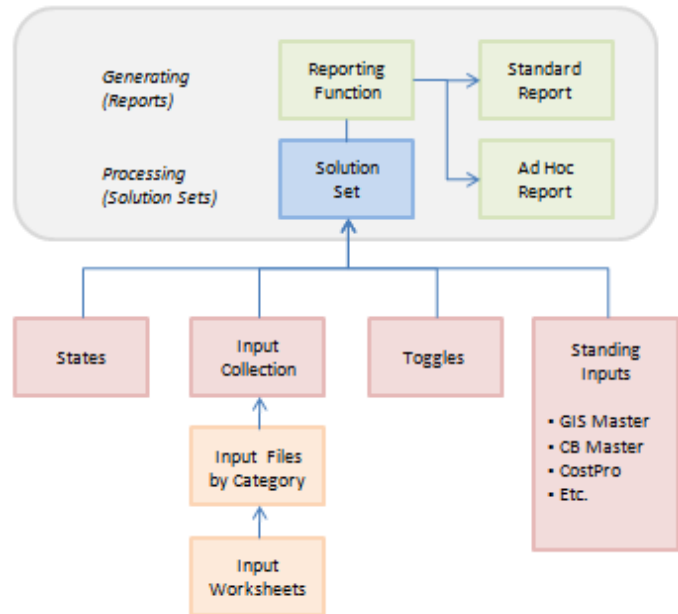 Generating
(Reports)
Reporting
Function
Standard
Report
Processing
(Solution Sets)
Solution
Set
Ad Hoc
Report
States
Input
Collection
Toggles
Standing
Inputs
▪ GIS Master
▪ CB Master
▪ CostPro
▪ Etc.
Input Files
by Category
Input
Worksheets